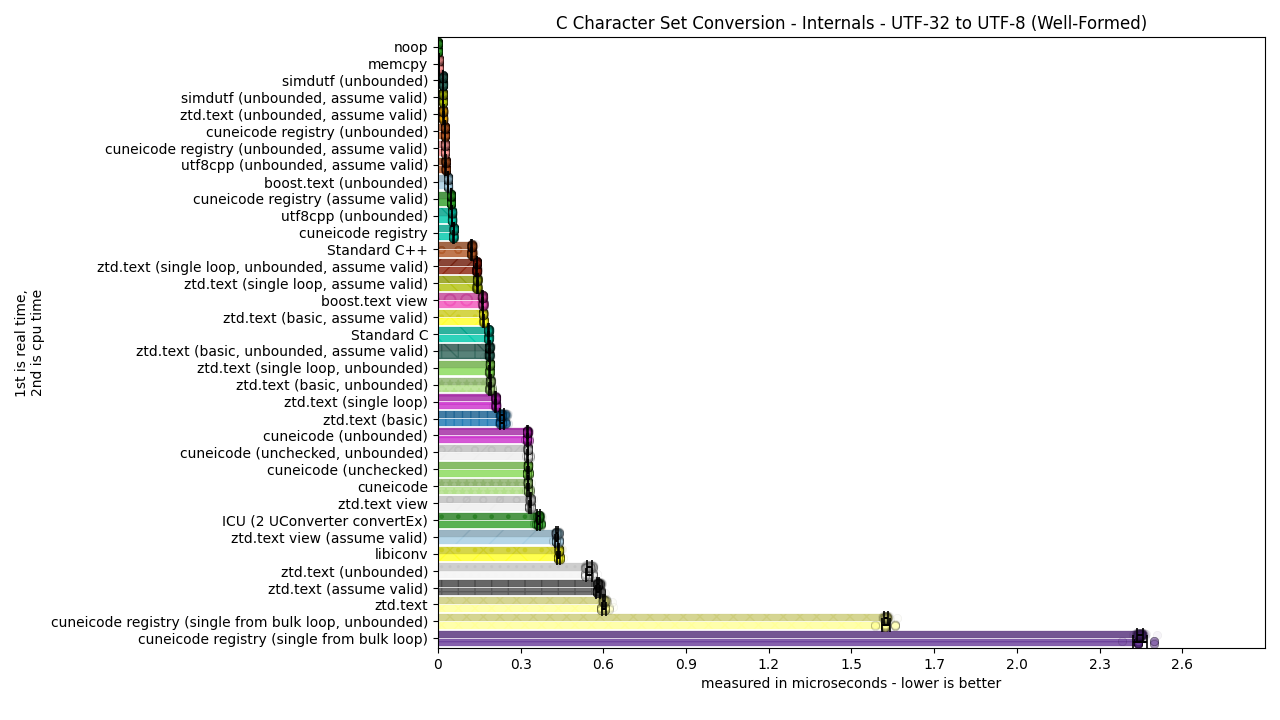 C Character Set Conversion - Internals - UTF-32 to UTF-8 (Well-Formed)
noop
memcpy
simdutf (unbounded)
simdutf (unbounded, assume valid)
ztd.text (unbounded, assume valid)
cuneicode registry (unbounded)
cuneicode registry (unbounded, assume valid)
utf8cpp (unbounded, assume valid)
boost.text (unbounded)
cuneicode registry (assume valid)
utf8cpp (unbounded)
cuneicode registry
Standard C++
ztd.text (single loop, unbounded, assume valid)
ztd.text (single loop, assume valid)
boost.text view
ztd.text (basic, assume valid)
Standard C
ztd.text (basic, unbounded, assume valid)
ztd.text (single loop, unbounded)
ztd.text (basic, unbounded)
ztd.text (single loop)
ztd.text (basic)
cuneicode (unbounded)
cuneicode (unchecked, unbounded)
cuneicode (unchecked)
cuneicode
ztd.text view
ICU (2 UConverter convertEx)
ztd.text view (assume valid)
libiconv
ztd.text (unbounded)
ztd.text (assume valid)
ztd.text
cuneicode registry (single from bulk loop, unbounded)
cuneicode registry (single from bulk loop)
1st is real time,
2nd is cpu time
0 0.3 0.6 0.9 1.2 1.5 1.7 2.0 2.3 2.6
measured in microseconds - lower is better